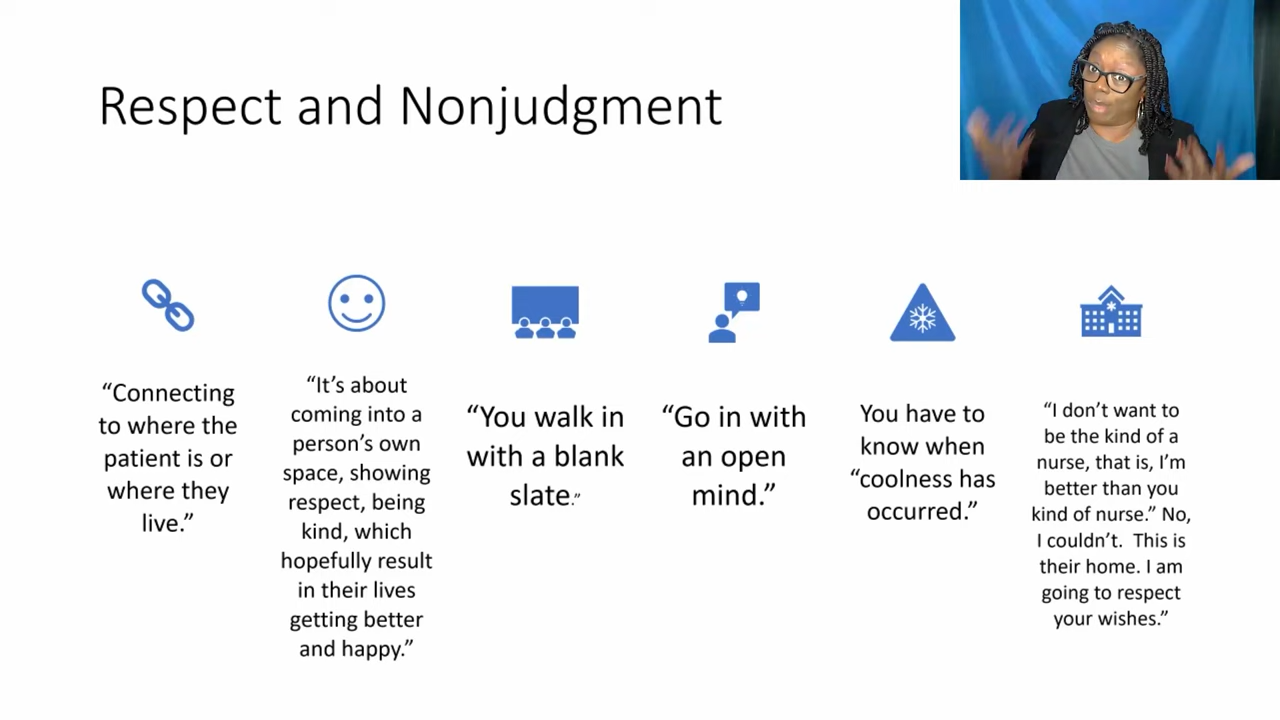 Respect and Nonjudgment
“Connecting
to where the
patient is or
where they
live.”
“It’s about
coming into a
person’s own
space, showing
respect, being
kind, which
hopefully result
in their lives
getting better
and happy.”
“You walk in
with a blank
slate.”
“Go in with
an open
mind.”
You have to
know when
“coolness has
occurred.”
“I don’t want to
be the kind of a
nurse, that is, I’m
better than you
kind of nurse.” No,
I couldn’t.  This is
their home. I am
going to respect
your wishes.”